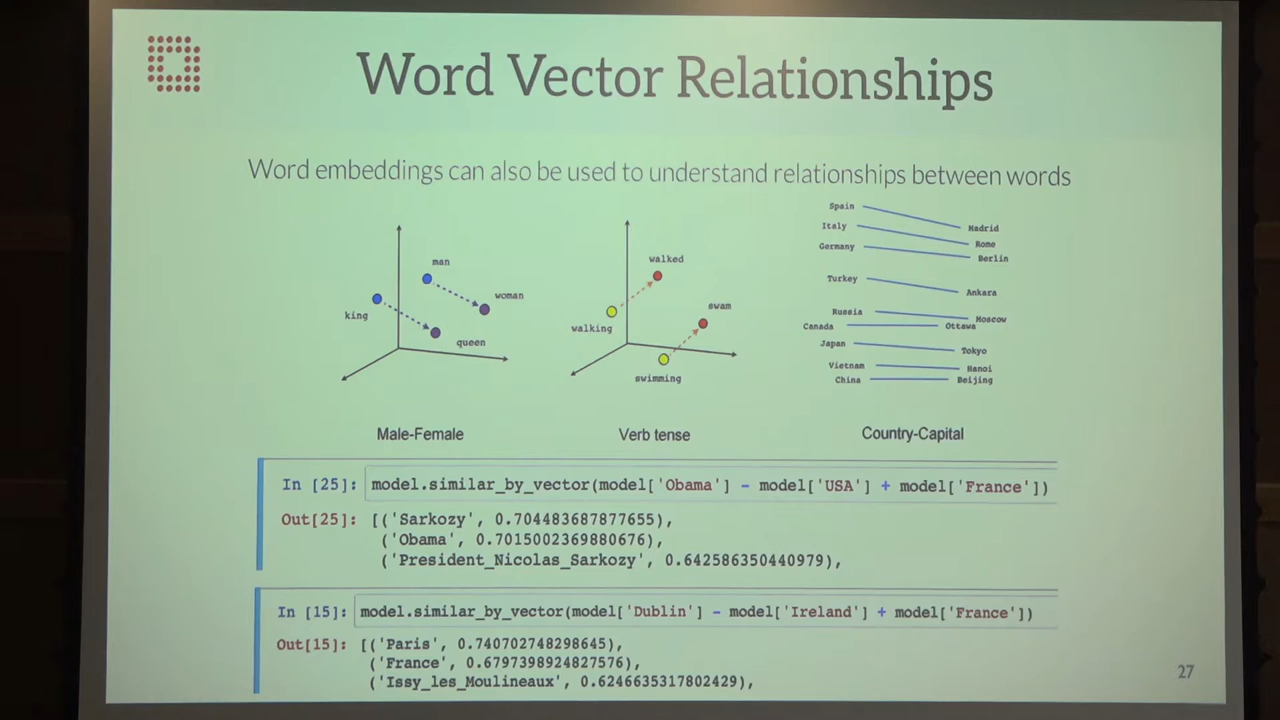 Word Vector Relationships
Word embeddings can also be used to understand relationships between words
man
woman
king
queen
Male-Female
walked
swam
walking
swimming
Verb tense
Spain
Madrid
Italy
Rome
Germany
Berlin
Turkey
Ankara
Russia
Moscow
Canada
Ottawa
Japan
Tokyo
Vietnam
Hanoi
China
Beijing
Country-Capital
In [25]: model.similar_by_vector(model['Obama'] - model['USA'] + model['France'])
Out[25]: [('Sarkozy', 0.704483687877655),
('Obama', 0.7015002369880676),
('President_Nicolas_Sarkozy', 0.642586350440979),
In [15]: model.similar_by_vector(model['Dublin'] - model['Ireland'] + model['France'])
Out[15]: [('Paris', 0.740702748298645),
('France', 0.6797398924827576),
('Issy_les_Moulineaux', 0.6246635317802429),
27